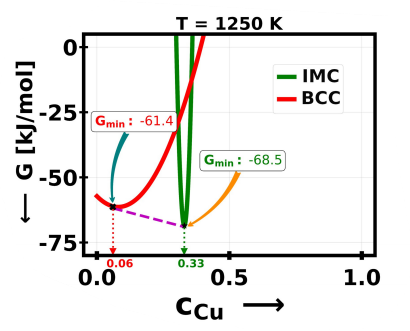 T = 1250 K
0
-25
-50
-75
⟵ G [kJ/mol]
IMC
BCC
Gmin: -61.4
Gmin: -68.5
0.06
0.33
0.0
0.5
1.0
cCu ⟶